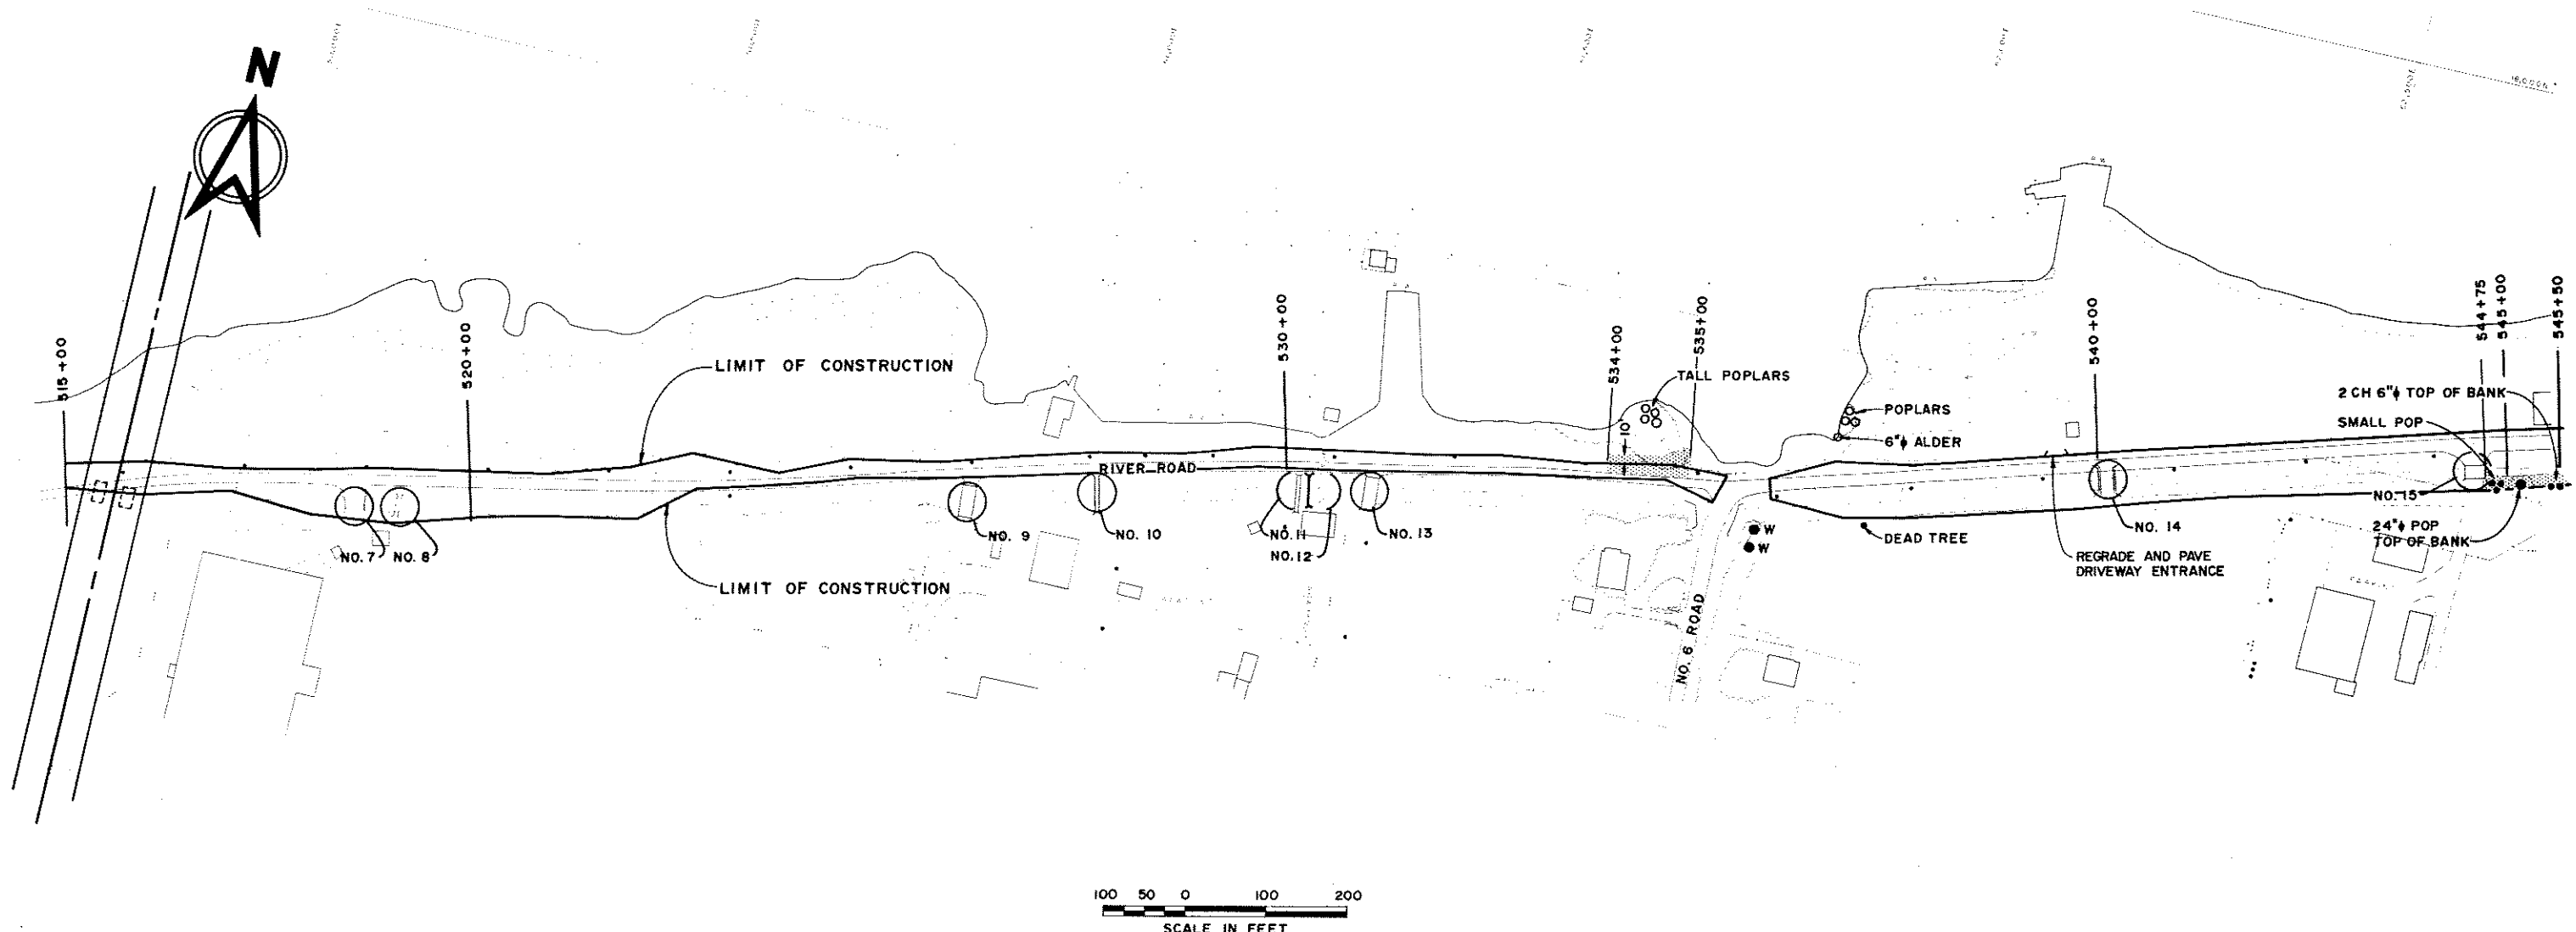 N
515+00
520+00
LIMIT OF CONSTRUCTION
530+00
534+00
10'
535+00
TALL POPLARS
POPLARS
6"ɸ ALDER
540+00
544+75
545+00
545+50
2 CH 6"ɸ TOP OF BANK
SMALL POP
RIVER ROAD
NO. 7
NO. 8
NO. 9
NO. 10
NO. 11
NO. 12
NO. 13
W
W
DEAD TREE
NO. 14
NO. 15
24"ɸ POP
TOP OF BANK
REGRADE AND PAVE
DRIVEWAY ENTRANCE
LIMIT OF CONSTRUCTION
NO. 6 ROAD
100 50 0 100 200
SCALE IN FEET